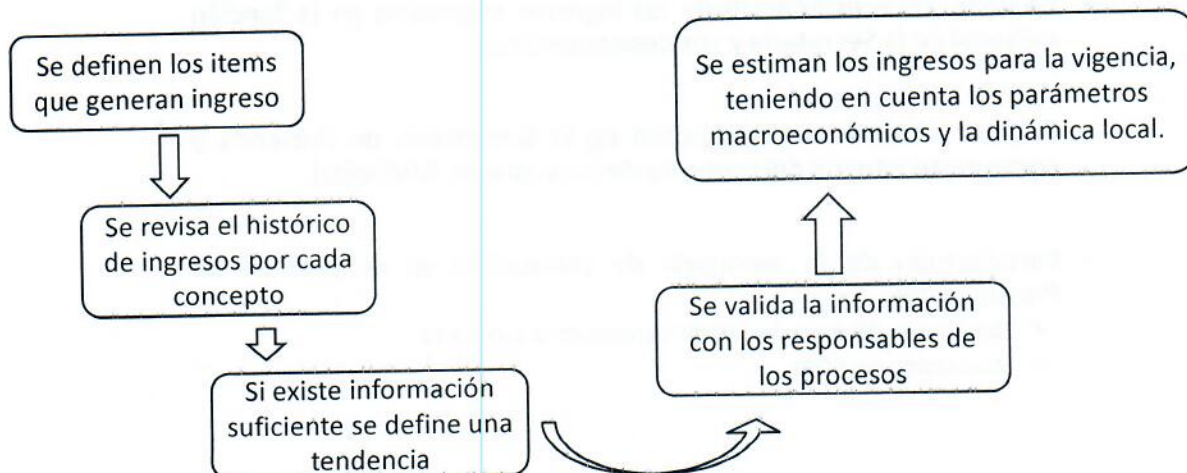 Se definen los items
que generan ingreso
Se revisa el histórico
de ingresos por cada
concepto
Si existe información
suficiente se define una
tendencia
Se valida la información
con los responsables de
los procesos
Se estiman los ingresos para la vigencia,
teniendo en cuenta los parámetros
macroeconómicos y la dinámica local.